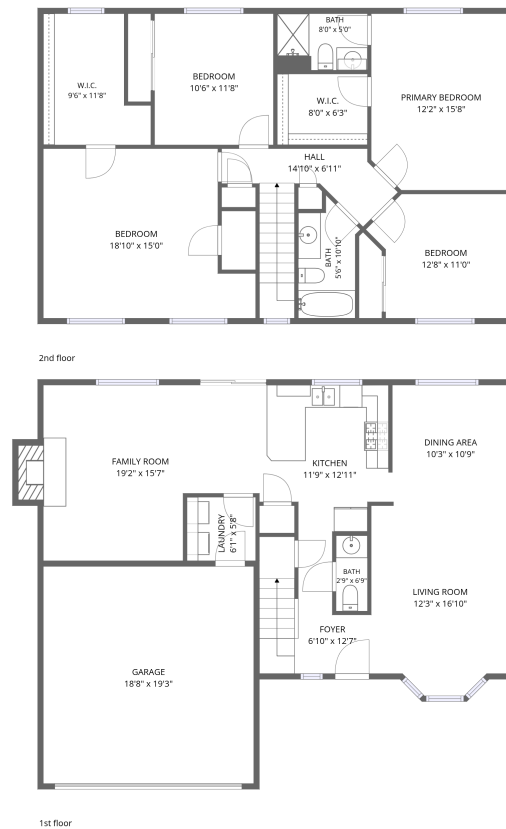 BATH
8'0" x 5'0"
BEDROOM
10'6" x 11'8"
W.I.C.
9'6" x 11'8"
W.I.C.
8'0" x 6'3"
PRIMARY BEDROOM
12'2" x 15'8"
HALL
14'10" x 6'11"
BEDROOM
18'10" x 15'0"
BATH
5'6" x 10'10"
BEDROOM
12'8" x 11'0"
2nd floor
FAMILY ROOM
19'2" x 15'7"
KITCHEN
11'9" x 12'11"
DINING AREA
10'3" x 10'9"
LAUNDRY
6'1" x 5'8"
BATH
2'9" x 6'9"
LIVING ROOM
12'3" x 16'10"
FOYER
6'10" x 12'7"
GARAGE
18'8" x 19'3"
1st floor